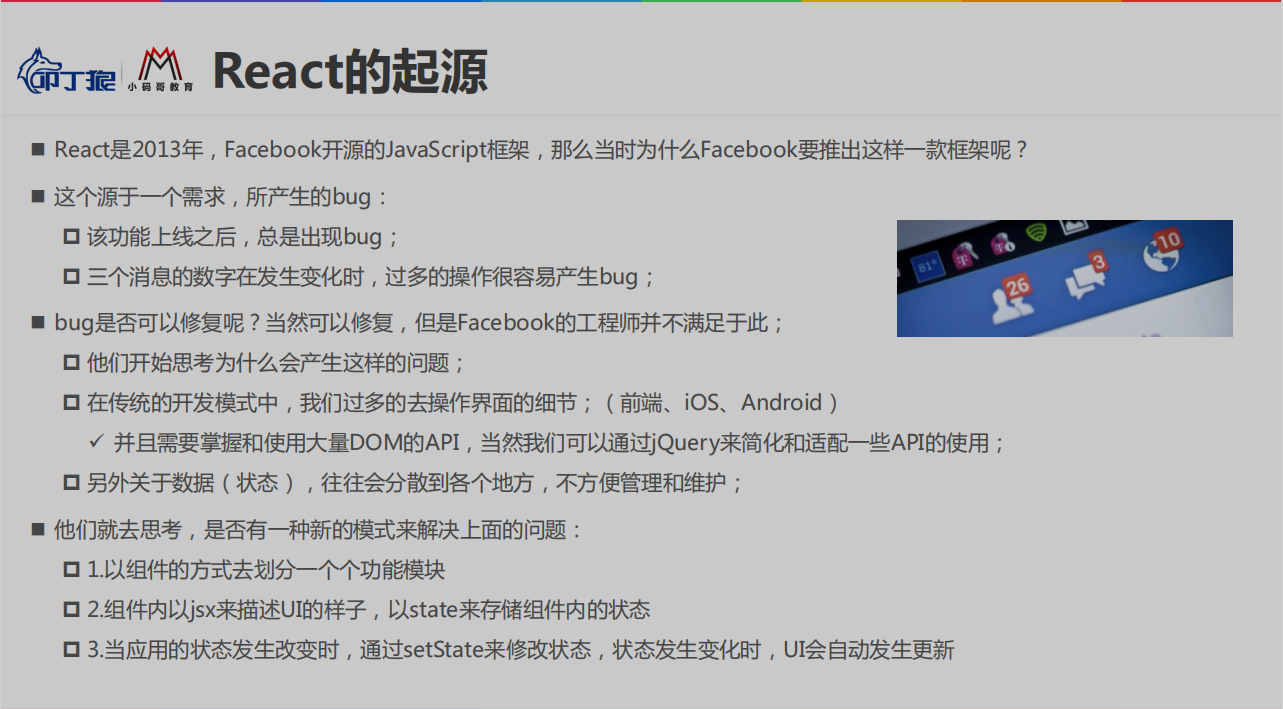 叩丁狼
小码哥教育
React的起源
■ React是2013年，Facebook开源的JavaScript框架，那么当时为什么Facebook要推出这样一款框架呢？
■ 这个源于一个需求，所产生的bug：
该功能上线之后，总是出现bug；
三个消息的数字在发生变化时，过多的操作很容易产生bug；
■ bug是否可以修复呢？当然可以修复，但是Facebook的工程师并不满足于此；
他们开始思考为什么会产生这样的问题；
在传统的开发模式中，我们过多的去操作界面的细节；（前端、iOS、Android）
✓ 并且需要掌握和使用大量DOM的API，当然我们可以通过jQuery来简化和适配一些API的使用；
另外关于数据（状态），往往会分散到各个地方，不方便管理和维护；
■ 他们就去思考，是否有一种新的模式来解决上面的问题：
1.以组件的方式去划分一个个功能模块
2.组件内以jsx来描述UI的样子，以state来存储组件内的状态
3.当应用的状态发生改变时，通过setState来修改状态，状态发生变化时，UI会自动发生更新
81°
26
3
10